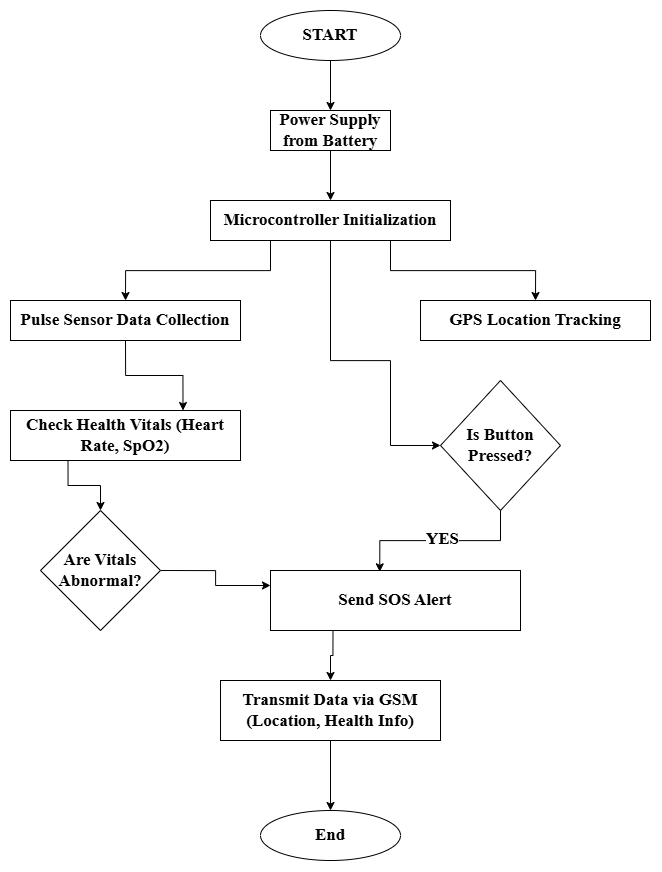 START
Power Supply
from Battery
Microcontroller Initialization
Pulse Sensor Data Collection
GPS Location Tracking
Check Health Vitals (Heart
Rate, SpO2)
Is Button
Pressed?
YES
Are Vitals
Abnormal?
Send SOS Alert
Transmit Data via GSM
(Location, Health Info)
End